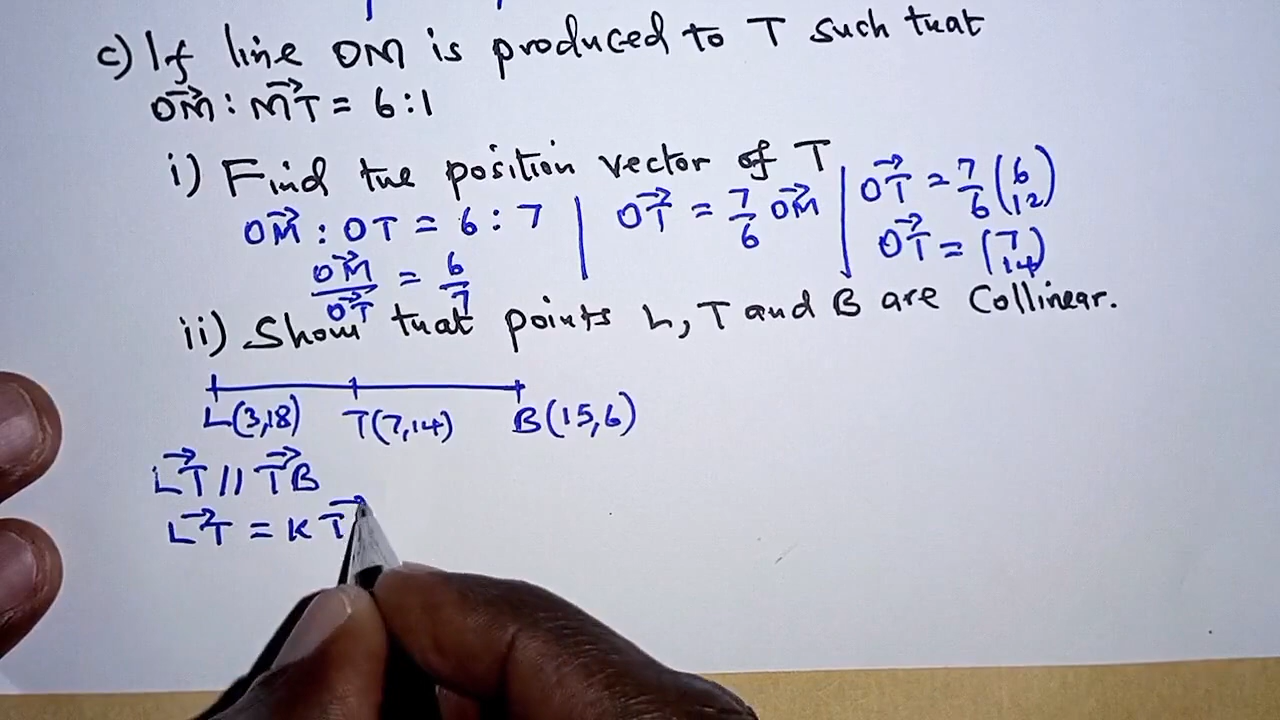 c) If line OM is produced to T such that
OM→ : MT→ = 6 : 1
i) Find the position vector of T
OM→ : OT = 6 : 7 | OT→ = 7/6 OM→ | OT→ = 7/6 (6 12)
OM→/OT→ = 6/7 OT→ = (7 14)
ii) Show that points L, T and B are Collinear.
L(3,18) T(7,14) B(15,6)
LT→ // TB→
LT→ = K T→